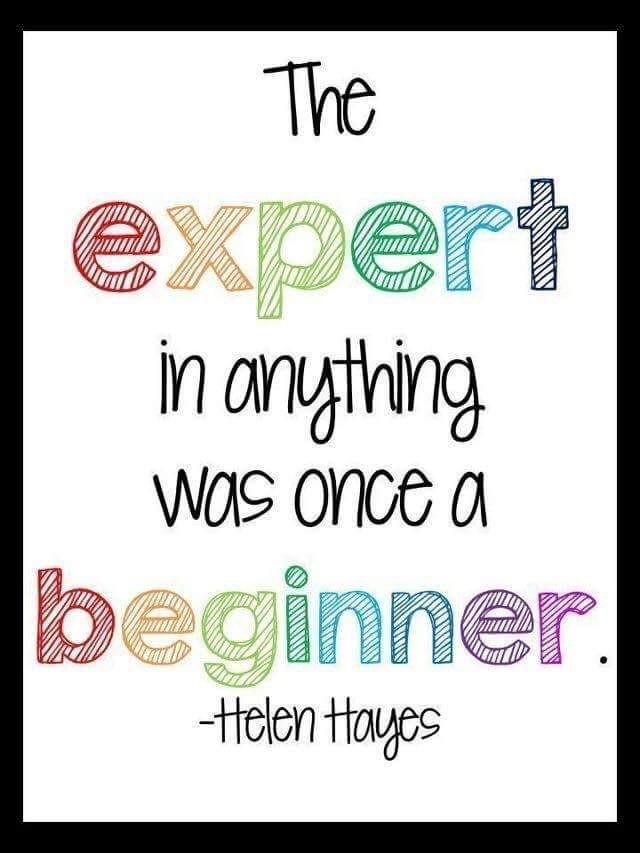 The
expert
in anything
was once a
beginner.
-Helen Hayes